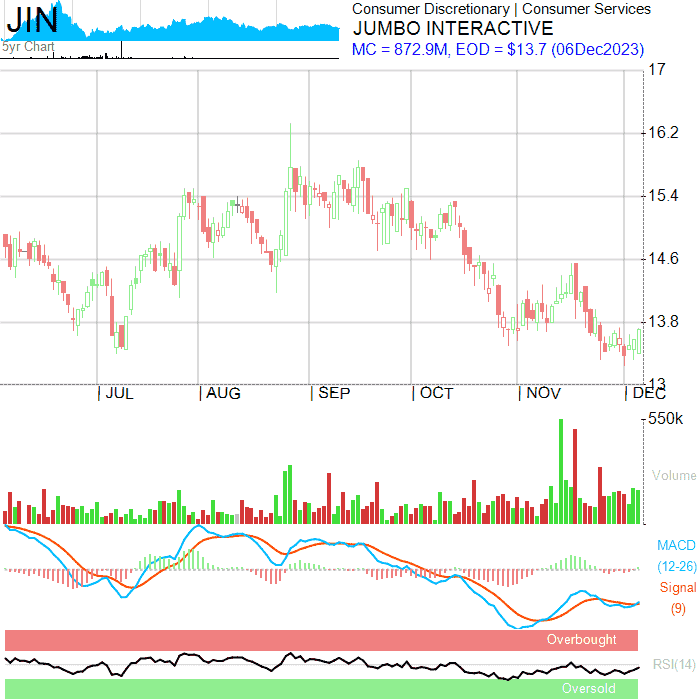 JIN
5yr Chart
Consumer Discretionary | Consumer Services
JUMBO INTERACTIVE
MC = 872.9M, EOD = $13.7 (06Dec2023)
17
16.2
15.4
14.6
13.8
13
JUL
AUG
SEP
OCT
NOV
DEC
550k
Volume
MACD
(12-26)
Signal
(9)
Overbought
RSI(14)
Oversold